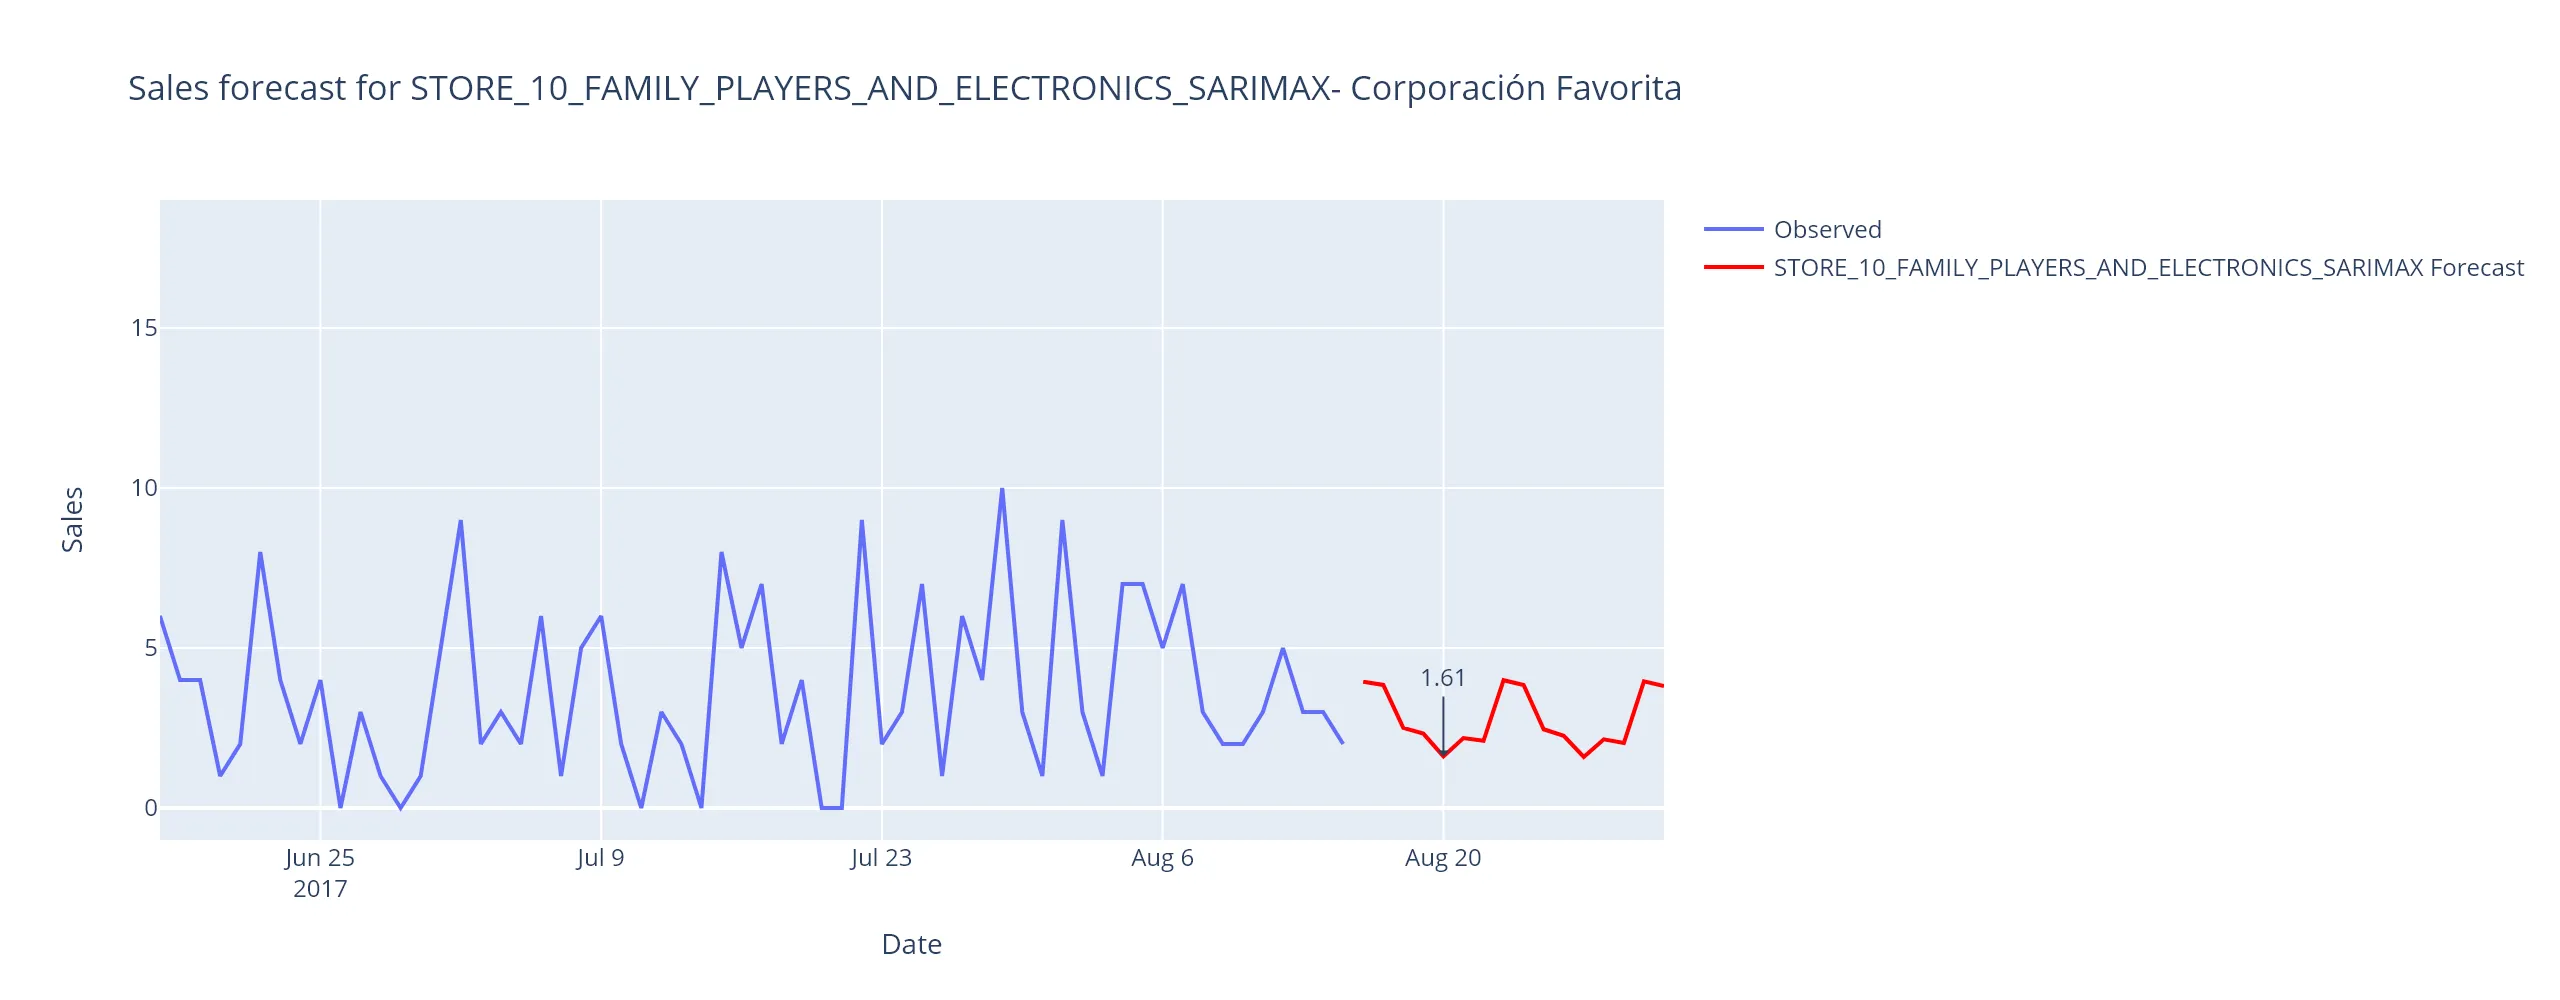 Sales forecast for STORE_10_FAMILY_PLAYERS_AND_ELECTRONICS_SARIMAX- Corporación Favorita
Observed
STORE_10_FAMILY_PLAYERS_AND_ELECTRONICS_SARIMAX Forecast
15
10
5
0
Sales
1.61
Jun 25
2017
Jul 9
Jul 23
Aug 6
Aug 20
Date